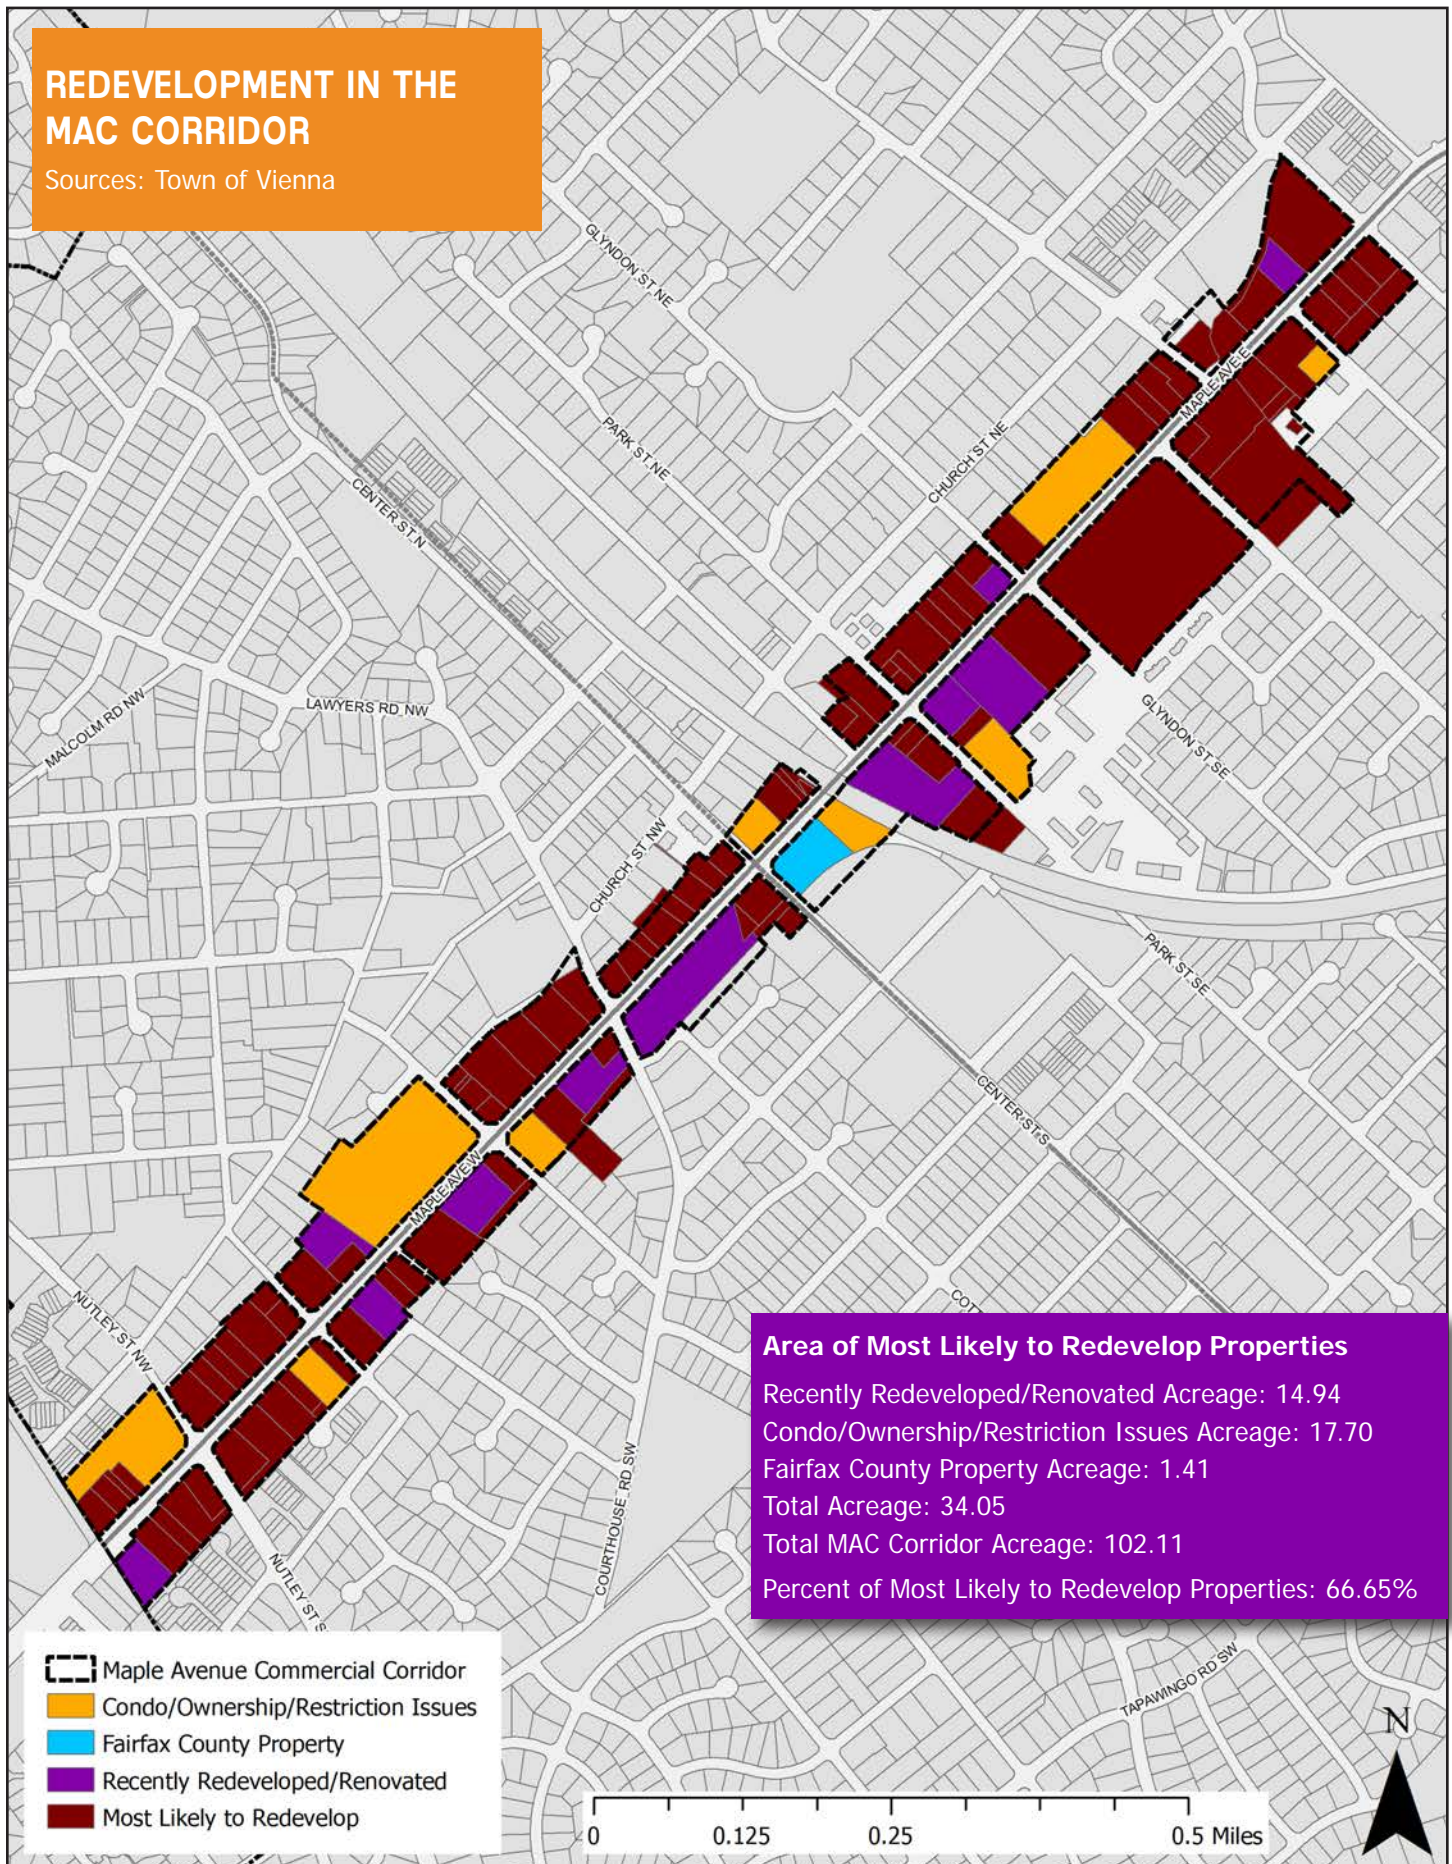 REDEVELOPMENT IN THE
MAC CORRIDOR
Sources: Town of Vienna
GLYNDON ST NE
MAPLE AVE E
PARK ST NE
CHURCH ST NE
CENTER ST N
MALCOLM RD NW
LAWYERS RD NW
GLYNDON ST SE
CHURCH ST NW
PARK ST SE
CENTER ST S
MAPLE AVE W
NUTLEY ST NW
COTT
COURTHOUSE RD SW
NUTLEY ST S
TAPAWINGO RD SW
Area of Most Likely to Redevelop Properties
Recently Redeveloped/Renovated Acreage: 14.94
Condo/Ownership/Restriction Issues Acreage: 17.70
Fairfax County Property Acreage: 1.41
Total Acreage: 34.05
Total MAC Corridor Acreage: 102.11
Percent of Most Likely to Redevelop Properties: 66.65%
Maple Avenue Commercial Corridor
Condo/Ownership/Restriction Issues
Fairfax County Property
Recently Redeveloped/Renovated
Most Likely to Redevelop
0 0.125 0.25 0.5 Miles
N